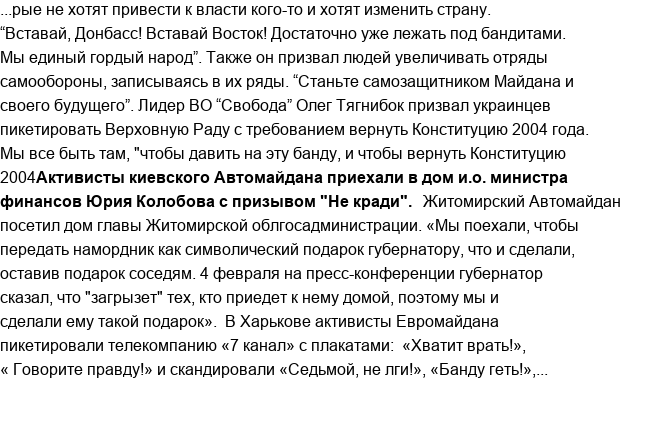 ...рые не хотят привести к власти кого-то и хотят изменить страну.
“Вставай, Донбасс! Вставай Восток! Достаточно уже лежать под бандитами.
Мы единый гордый народ”. Также он призвал людей увеличивать отряды
самообороны, записываясь в их ряды. “Станьте самозащитником Майдана и
своего будущего”. Лидер ВО “Свобода” Олег Тягнибок призвал украинцев
пикетировать Верховную Раду с требованием вернуть Конституцию 2004 года.
Мы все быть там, "чтобы давить на эту банду, и чтобы вернуть Конституцию
2004Активисты киевского Автомайдана приехали в дом и.о. министра
финансов Юрия Колобова с призывом "Не кради". Житомирский Автомайдан
посетил дом главы Житомирской облгосадминистрации. «Мы поехали, чтобы
передать намордник как символический подарок губернатору, что и сделали,
оставив подарок соседям. 4 февраля на пресс-конференции губернатор
сказал, что "загрызет" тех, кто приедет к нему домой, поэтому мы и
сделали ему такой подарок». В Харькове активисты Евромайдана
пикетировали телекомпанию «7 канал» с плакатами: «Хватит врать!»,
« Говорите правду!» и скандировали «Седьмой, не лги!», «Банду геть!»,...